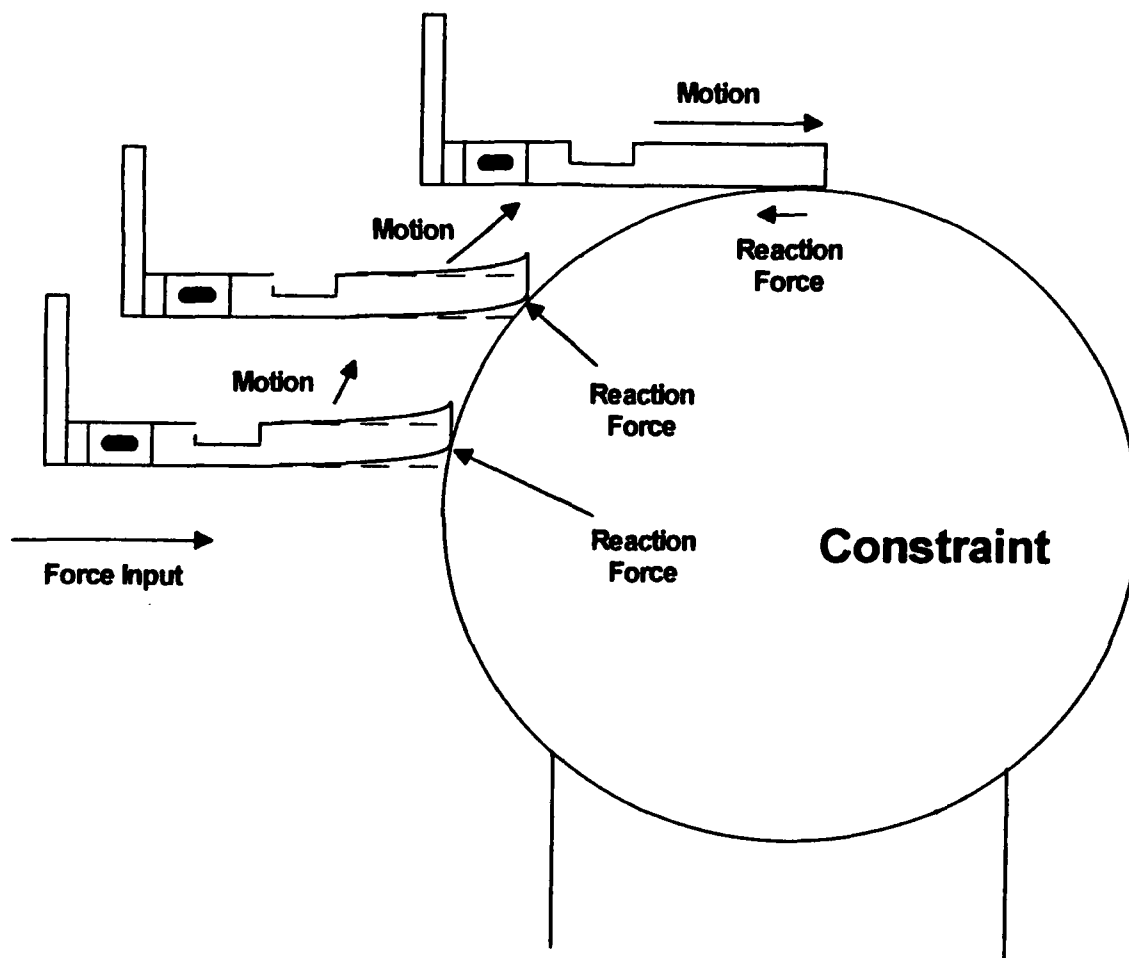 Motion
Motion
Reaction
Force
Motion
Reaction
Force
Reaction
Force
Constraint
Force Input